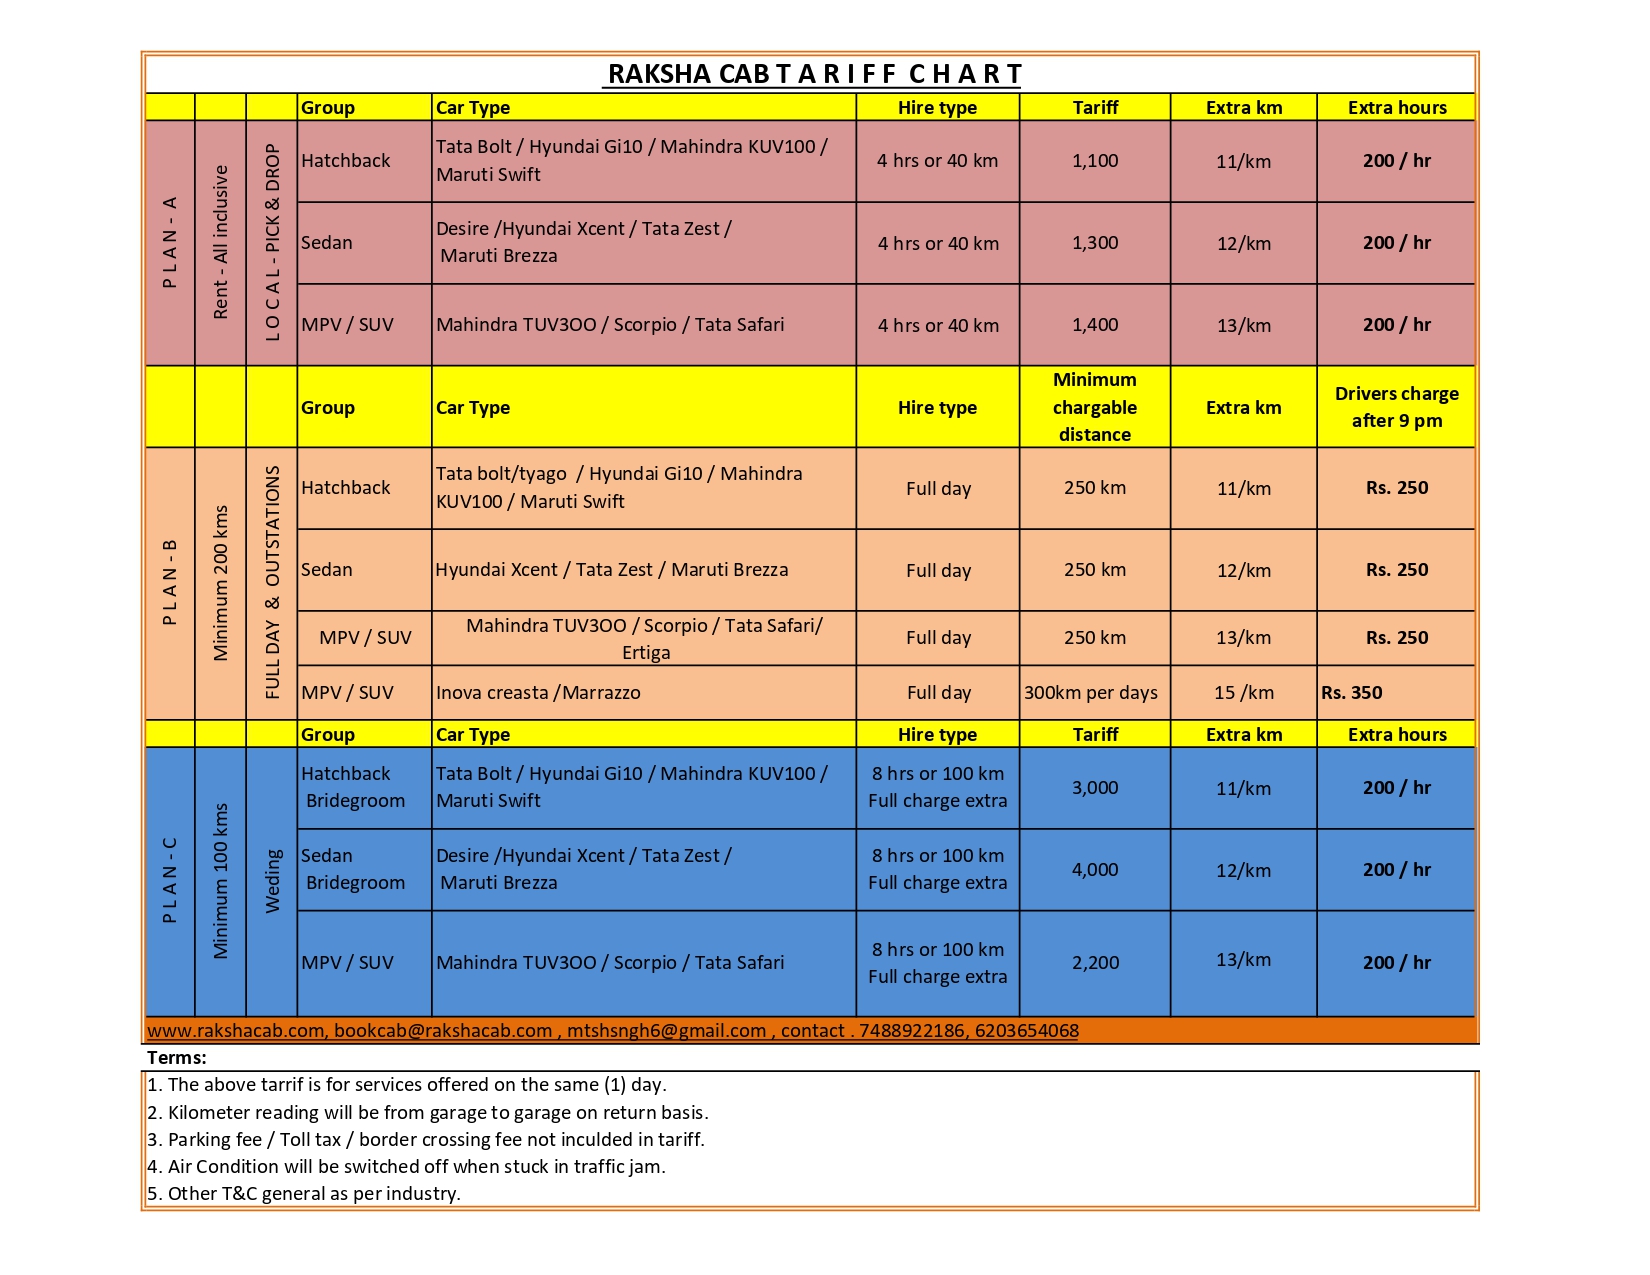 RAKSHA CAB T A R I F F  C H A R T
Group Car Type Hire type Tariff Extra km Extra hours
P L A N - A
Rent - All inclusive
L O C A L - PICK & DROP
Hatchback Tata Bolt / Hyundai Gi10 / Mahindra KUV100 /
Maruti Swift 4 hrs or 40 km 1,100 11/km 200 / hr
Sedan Desire /Hyundai Xcent / Tata Zest /
Maruti Brezza 4 hrs or 40 km 1,300 12/km 200 / hr
MPV / SUV Mahindra TUV3OO / Scorpio / Tata Safari 4 hrs or 40 km 1,400 13/km 200 / hr
Group Car Type Hire type Minimum
chargable
distance Extra km Drivers charge
after 9 pm
P L A N - B
Minimum 200 kms
FULL DAY & OUTSTATIONS
Hatchback Tata bolt/tyago / Hyundai Gi10 / Mahindra
KUV100 / Maruti Swift Full day 250 km 11/km Rs. 250
Sedan Hyundai Xcent / Tata Zest / Maruti Brezza Full day 250 km 12/km Rs. 250
MPV / SUV Mahindra TUV3OO / Scorpio / Tata Safari/
Ertiga Full day 250 km 13/km Rs. 250
MPV / SUV Inova creasta /Marrazzo Full day 300km per days 15 /km Rs. 350
Group Car Type Hire type Tariff Extra km Extra hours
P L A N - C
Minimum 100 kms
Weding
Hatchback
Bridegroom Tata Bolt / Hyundai Gi10 / Mahindra KUV100 /
Maruti Swift 8 hrs or 100 km
Full charge extra 3,000 11/km 200 / hr
Sedan
Bridegroom Desire /Hyundai Xcent / Tata Zest /
Maruti Brezza 8 hrs or 100 km
Full charge extra 4,000 12/km 200 / hr
MPV / SUV Mahindra TUV3OO / Scorpio / Tata Safari 8 hrs or 100 km
Full charge extra 2,200 13/km 200 / hr
www.rakshacab.com, bookcab@rakshacab.com , mtshsngh6@gmail.com , contact . 7488922186, 6203654068
Terms:
1. The above tarrif is for services offered on the same (1) day.
2. Kilometer reading will be from garage to garage on return basis.
3. Parking fee / Toll tax / border crossing fee not inculded in tariff.
4. Air Condition will be switched off when stuck in traffic jam.
5. Other T&C general as per industry.